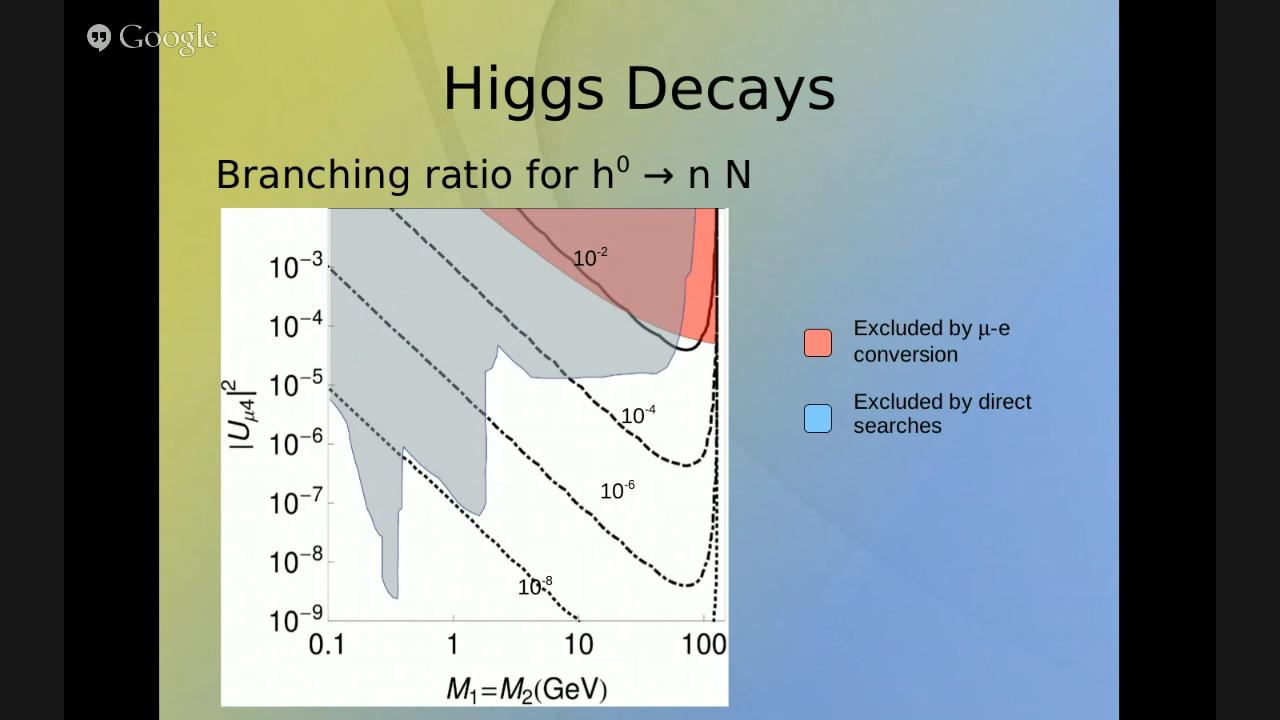 Google
Higgs Decays
Branching ratio for h⁰ → n N
10⁻²
10⁻³
Excluded by μ-e
conversion
10⁻⁴
10⁻⁵
Excluded by direct
searches
10⁻⁴
|U_μ4|²
10⁻⁶
10⁻⁶
10⁻⁷
10⁻⁸
10⁻⁸
10⁻⁹
0.1 1 10 100
M₁=M₂(GeV)